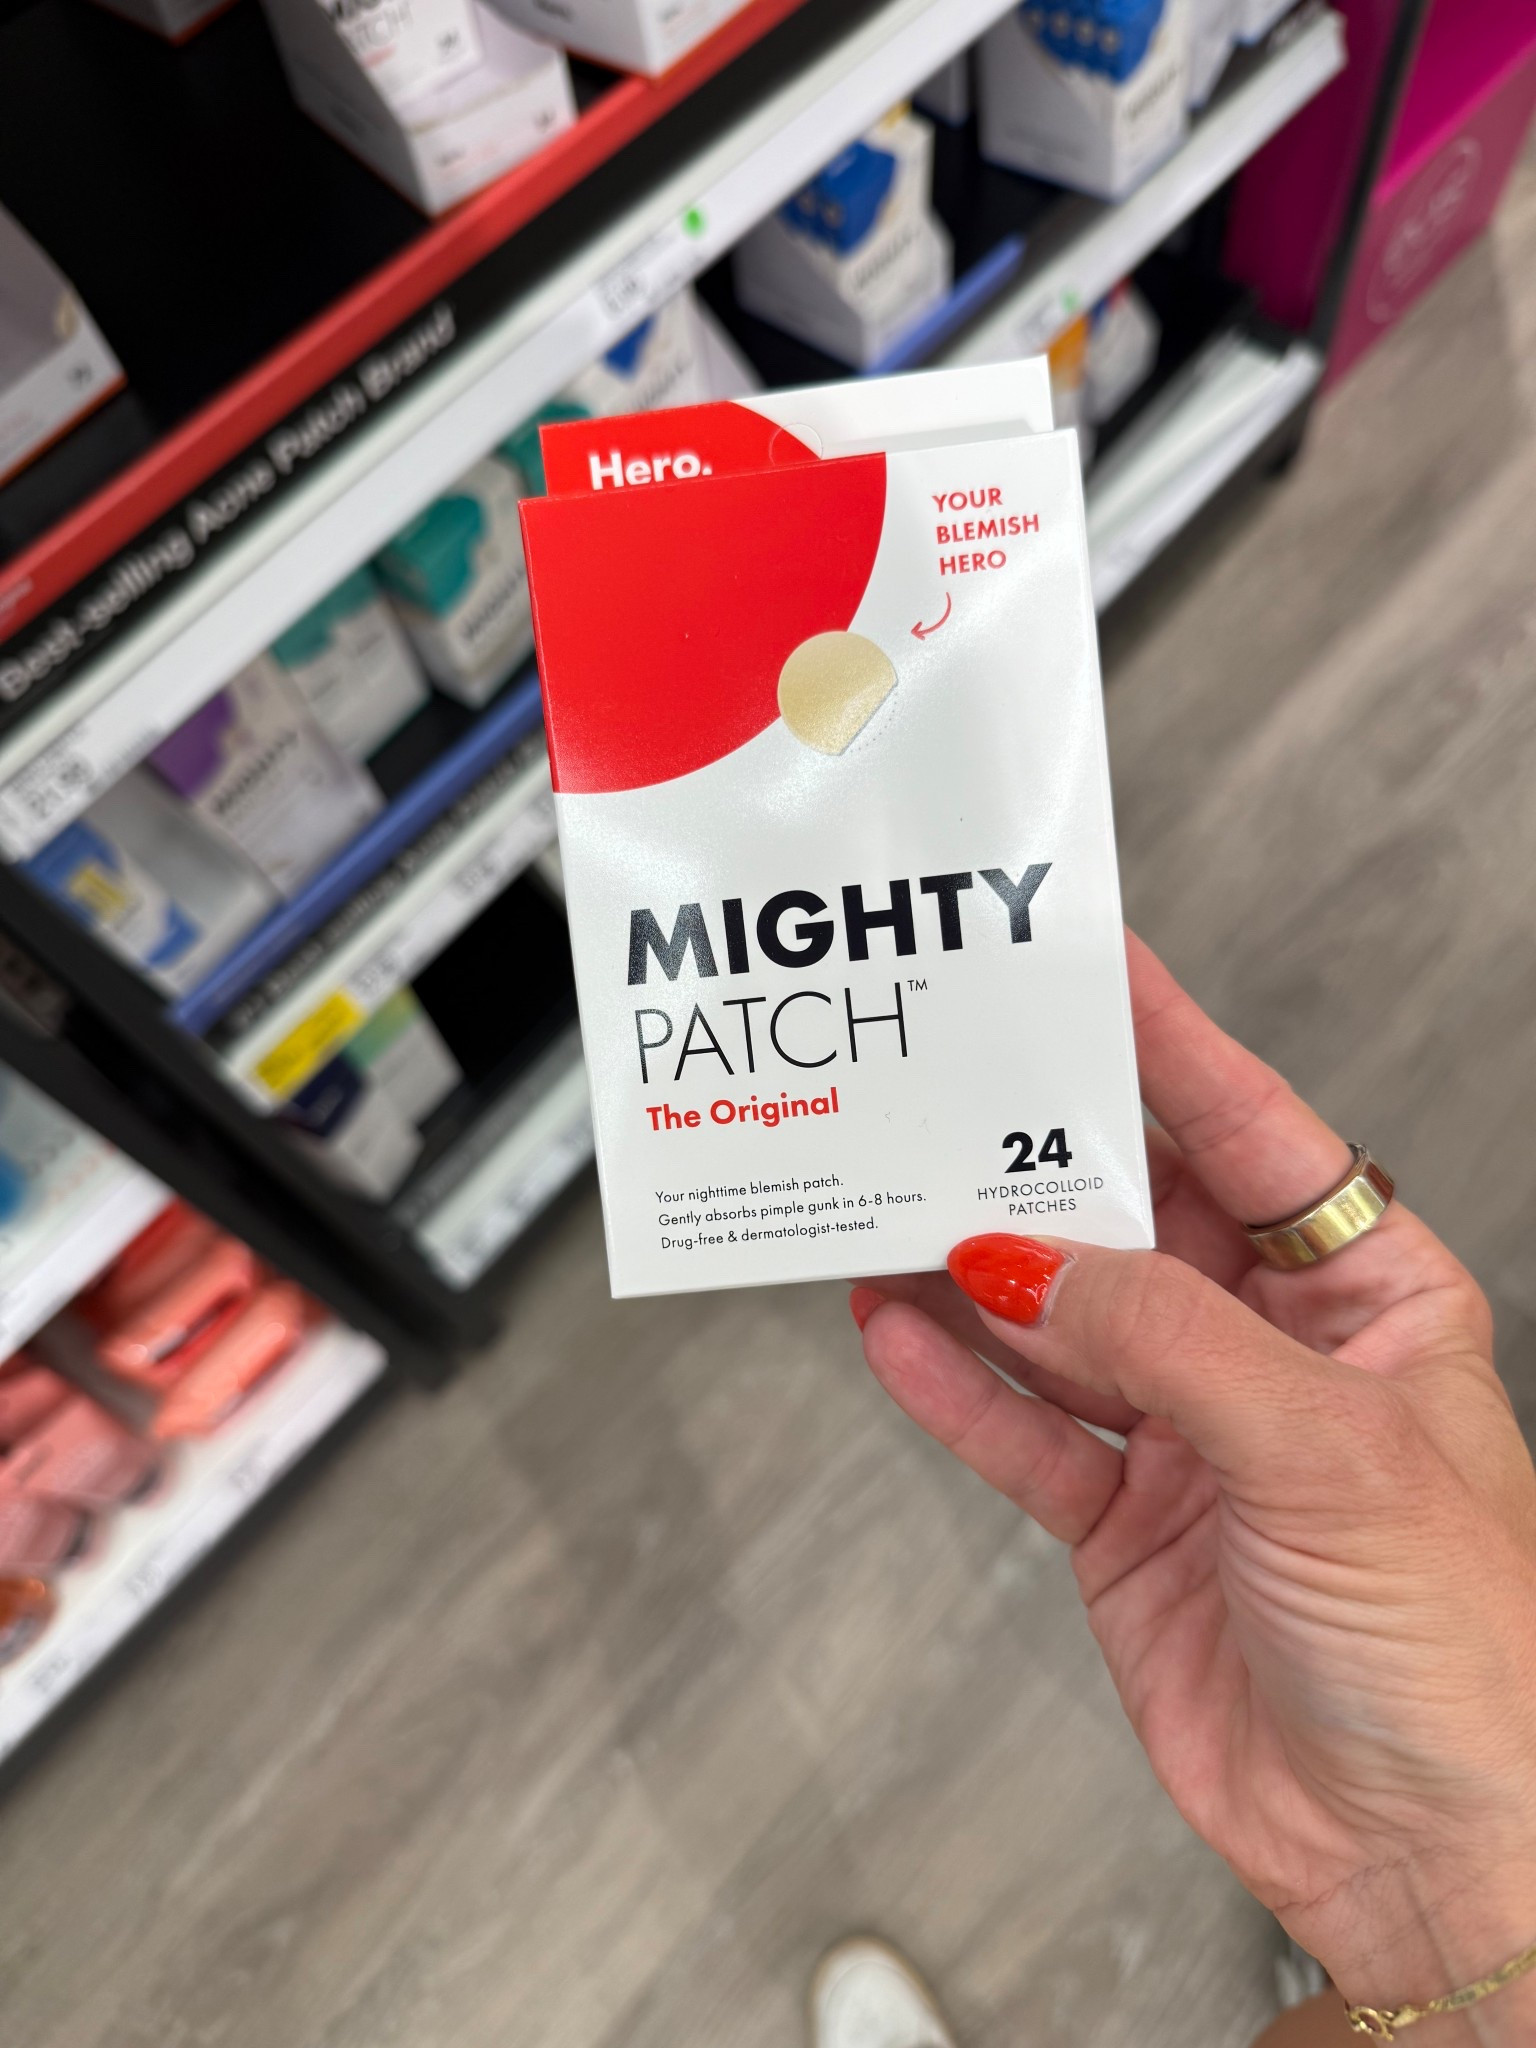 Hero.
YOUR
BLEMISH
HERO
MIGHTY
PATCH™
The Original
Your nighttime blemish patch.
Gently absorbs pimple gunk in 6-8 hours.
Drug-free & dermatologist-tested.
24
HYDROCOLLOID
PATCHES
Best-selling Acne Patch Brand